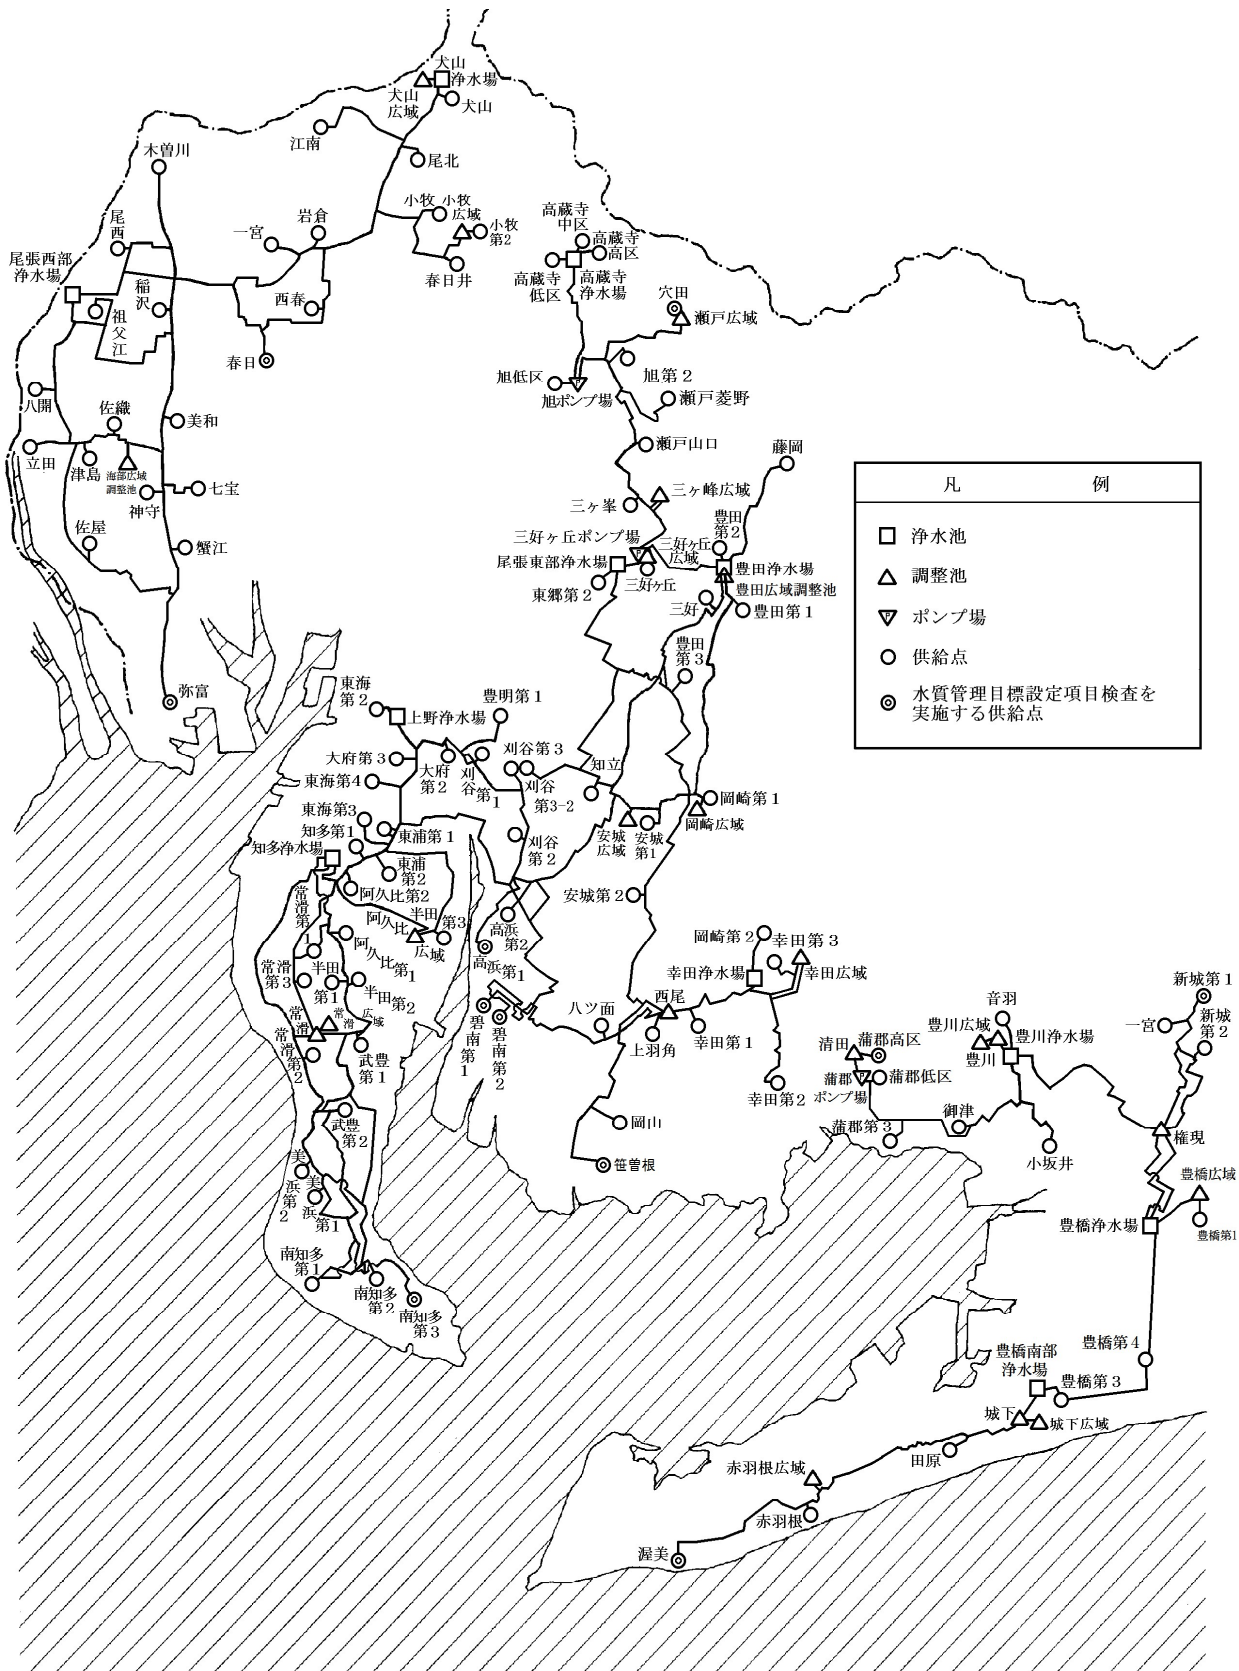 犬山
浄水場
犬山
広域
犬山
江南
尾北
木曽川
小牧
小牧
広域
小牧
第2
春日井
岩倉
一宮
尾西
尾張西部
浄水場
稲沢
祖父江
西春
春日
高蔵寺
中区
高蔵寺
高区
高蔵寺
低区
高蔵寺
浄水場
穴田
瀬戸広域
旭低区
旭ポンプ場
旭第2
瀬戸菱野
瀬戸山口
八開
佐織
美和
立田
津島
海部広域
調整池
神守
七宝
佐屋
蟹江
弥富
藤岡
三ヶ峰広域
三ヶ峯
豊田
第2
三好ヶ丘ポンプ場
三好ヶ丘
広域
尾張東部浄水場
三好ヶ丘
東郷第2
豊田浄水場
豊田広域調整池
三好
豊田第1
豊田
第3
凡 例
浄水池
調整池
ポンプ場
供給点
水質管理目標設定項目検査を
実施する供給点
東海
第2
上野浄水場
豊明第1
大府第3
大府
第2
刈谷
第1
刈谷第3
刈谷
第3-2
知立
東海第4
東海第3
知多第1
東浦第1
知多浄水場
東浦
第2
刈谷
第2
安城
広域
安城
第1
岡崎第1
岡崎広域
安城第2
阿久比第2
常滑
第1
阿久比
半田
広域
半田
第3
阿久比
第1
高浜
第2
高浜
第1
常滑
第3
半田
第1
半田
第2
常滑
常滑
広域
常滑
第2
武豊
第1
碧南第1
碧南第2
武豊
第2
美浜
第2
美浜
第1
南知多
第1
南知多
第2
南知多
第3
岡崎第2
幸田第3
幸田浄水場
幸田広域
西尾
八ツ面
上羽角
幸田第1
幸田第2
岡山
笹曽根
清田
蒲郡高区
蒲郡
ポンプ場
蒲郡低区
蒲郡第3
御津
音羽
豊川広域
豊川浄水場
豊川
小坂井
新城第1
一宮
新城
第2
権現
豊橋広域
豊橋浄水場
豊橋第1
豊橋第4
豊橋南部
浄水場
豊橋第3
城下
城下広域
田原
赤羽根広域
赤羽根
渥美